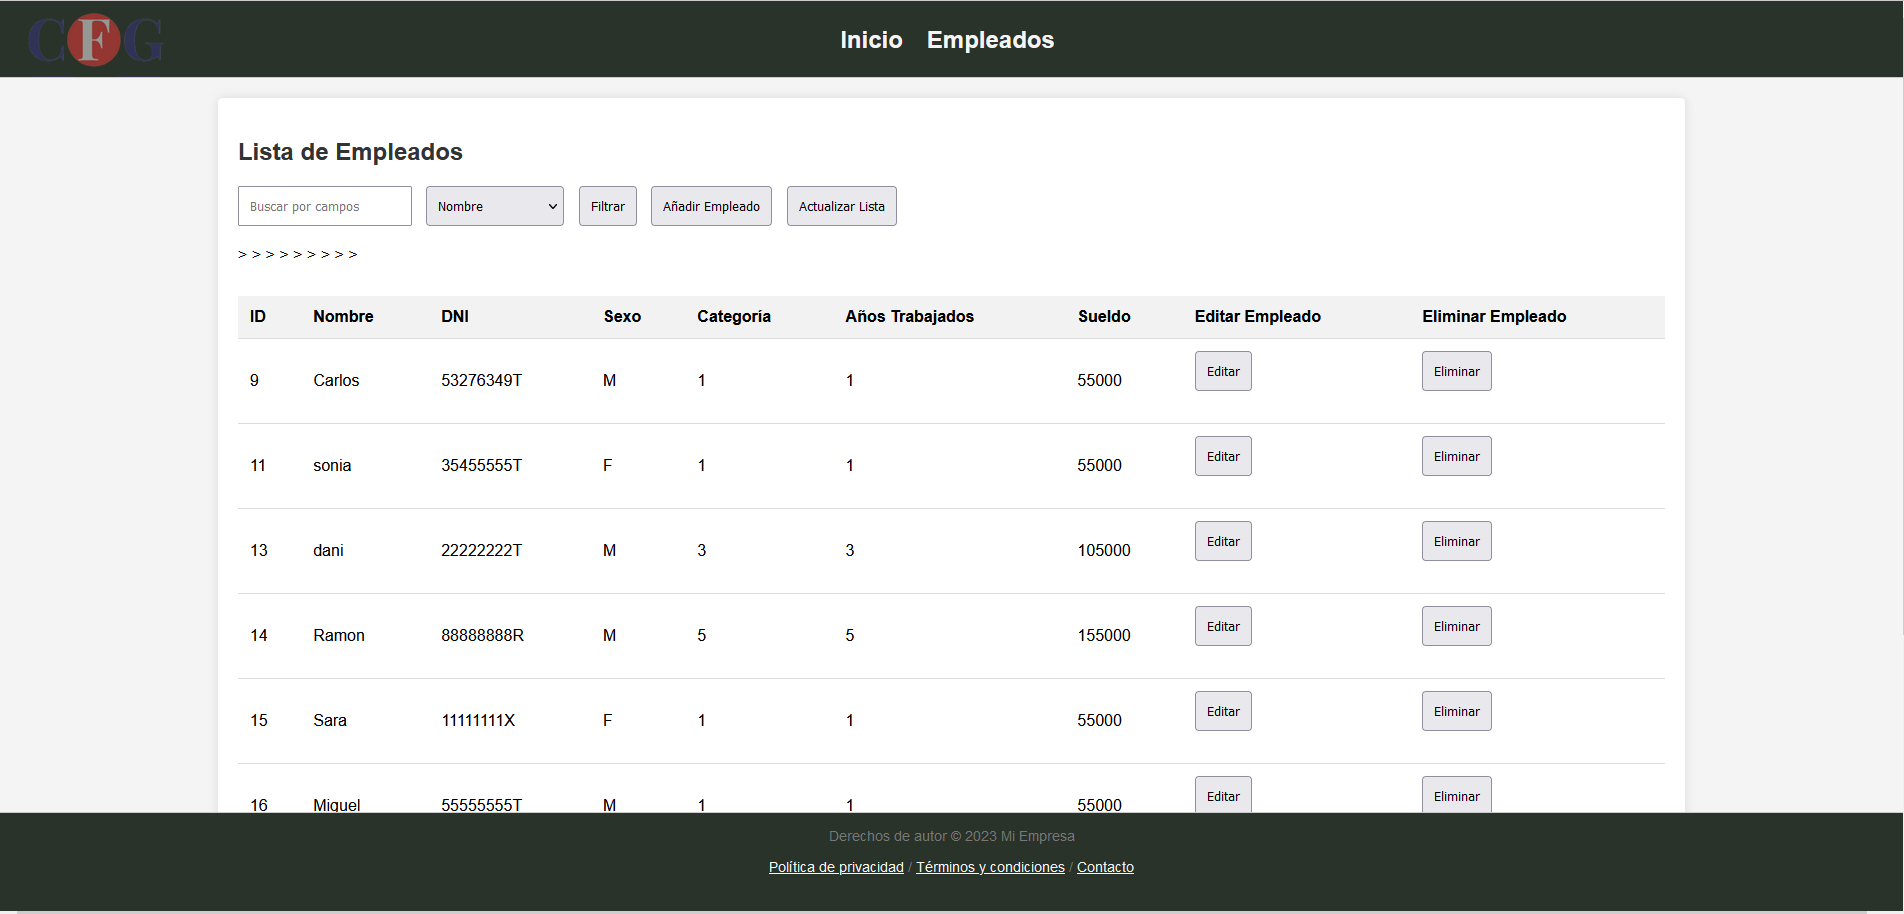 CFG
Inicio Empleados
Lista de Empleados
Buscar por campos Nombre Filtrar Añadir Empleado Actualizar Lista
> > > > > > > > >
ID Nombre DNI Sexo Categoría Años Trabajados Sueldo Editar Empleado Eliminar Empleado
9 Carlos 53276349T M 1 1 55000 Editar Eliminar
11 sonia 35455555T F 1 1 55000 Editar Eliminar
13 dani 22222222T M 3 3 105000 Editar Eliminar
14 Ramon 88888888R M 5 5 155000 Editar Eliminar
15 Sara 11111111X F 1 1 55000 Editar Eliminar
16 Miguel 55555555T M 1 1 55000 Editar Eliminar
Derechos de autor © 2023 Mi Empresa
Política de privacidad / Términos y condiciones / Contacto